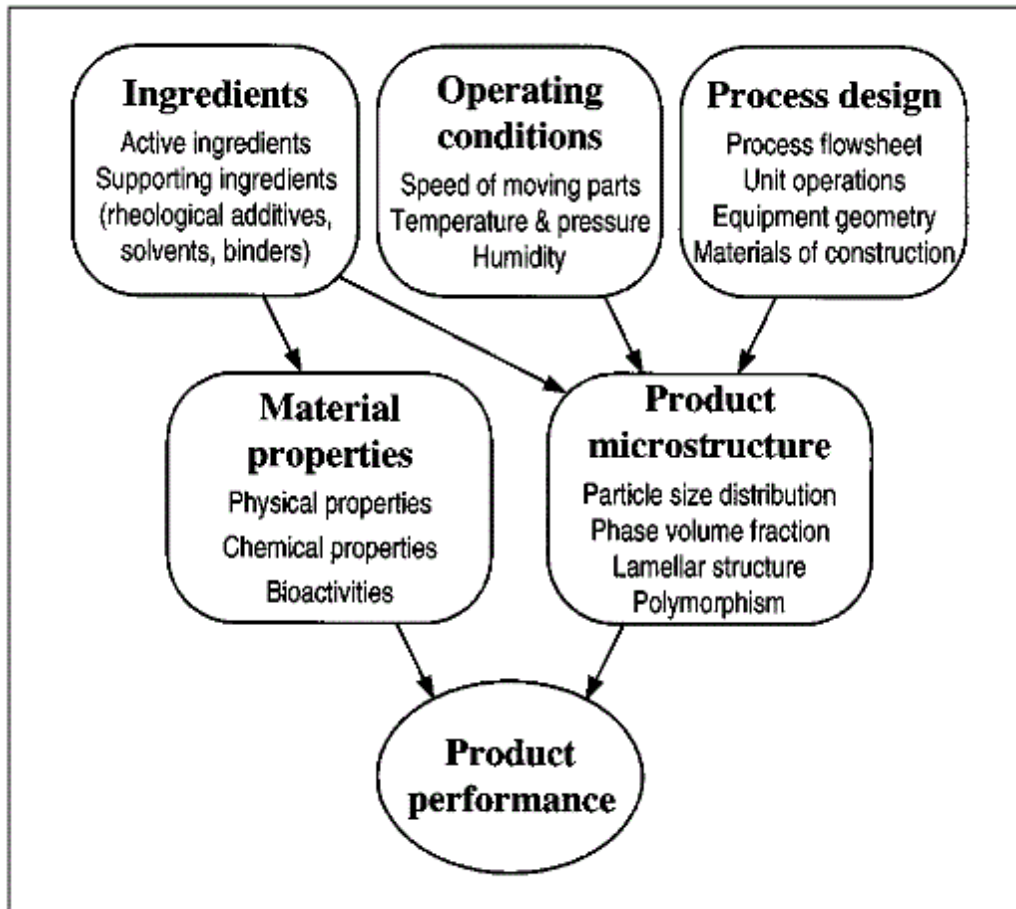 Ingredients
Active ingredients
Supporting ingredients
(rheological additives,
solvents, binders)
Operating
conditions
Speed of moving parts
Temperature & pressure
Humidity
Process design
Process flowsheet
Unit operations
Equipment geometry
Materials of construction
Material
properties
Physical properties
Chemical properties
Bioactivities
Product
microstructure
Particle size distribution
Phase volume fraction
Lamellar structure
Polymorphism
Product
performance